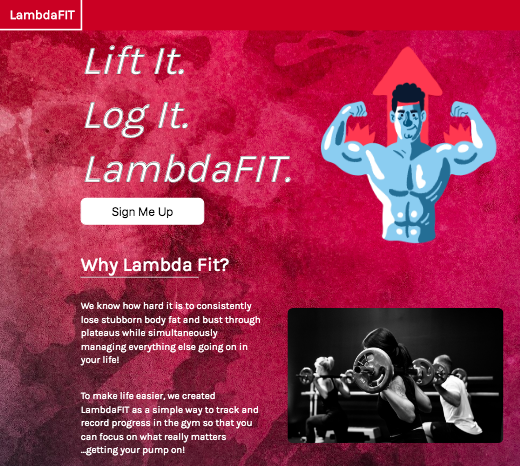 LambdaFIT
Lift It.
Log It.
LambdaFIT.
Sign Me Up
Why Lambda Fit?
We know how hard it is to consistently
lose stubborn body fat and bust through
plateaus while simultaneously
managing everything else going on in
your life!
To make life easier, we created
LambdaFIT as a simple way to track and
record progress in the gym so that you
can focus on what really matters
...getting your pump on!